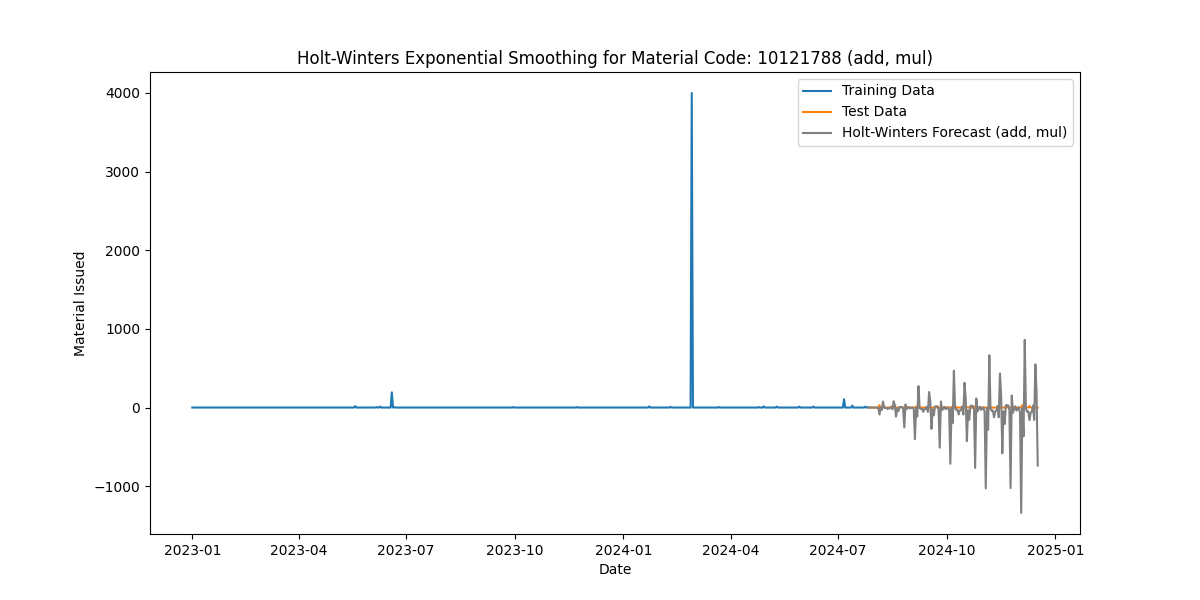 Holt-Winters Exponential Smoothing for Material Code: 10121788 (add, mul)
Training Data
Test Data
Holt-Winters Forecast (add, mul)
Material Issued
4000
3000
2000
1000
0
−1000
2023-01
2023-04
2023-07
2023-10
2024-01
2024-04
2024-07
2024-10
2025-01
Date